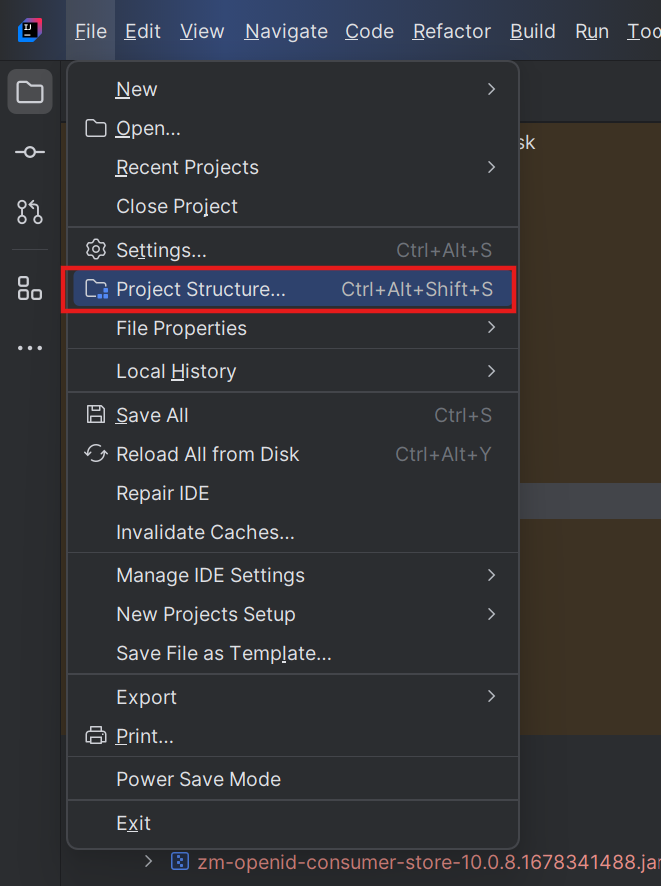 IJ
File Edit View Navigate Code Refactor Build Run
New
Open...
sk
Recent Projects
Close Project
Settings... Ctrl+Alt+S
Project Structure... Ctrl+Alt+Shift+S
File Properties
Local History
Save All Ctrl+S
Reload All from Disk Ctrl+Alt+Y
Repair IDE
Invalidate Caches...
Manage IDE Settings
New Projects Setup
Save File as Template...
Export
Print...
Power Save Mode
Exit
zm-openid-consumer-store-10.0.8.1678341488.jar